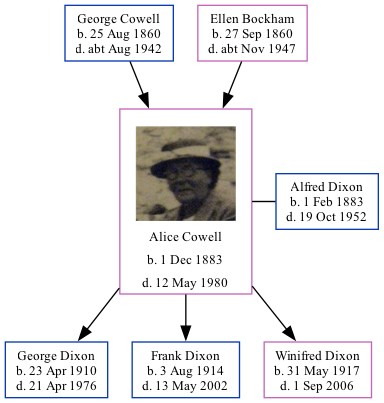 George Cowell
b. 25 Aug 1860
d. abt Aug 1942
Ellen Bockham
b. 27 Sep 1860
d. abt Nov 1947
Alice Cowell
b. 1 Dec 1883
d. 12 May 1980
Alfred Dixon
b. 1 Feb 1883
d. 19 Oct 1952
George Dixon
b. 23 Apr 1910
d. 21 Apr 1976
Frank Dixon
b. 3 Aug 1914
d. 13 May 2002
Winifred Dixon
b. 31 May 1917
d. 1 Sep 2006